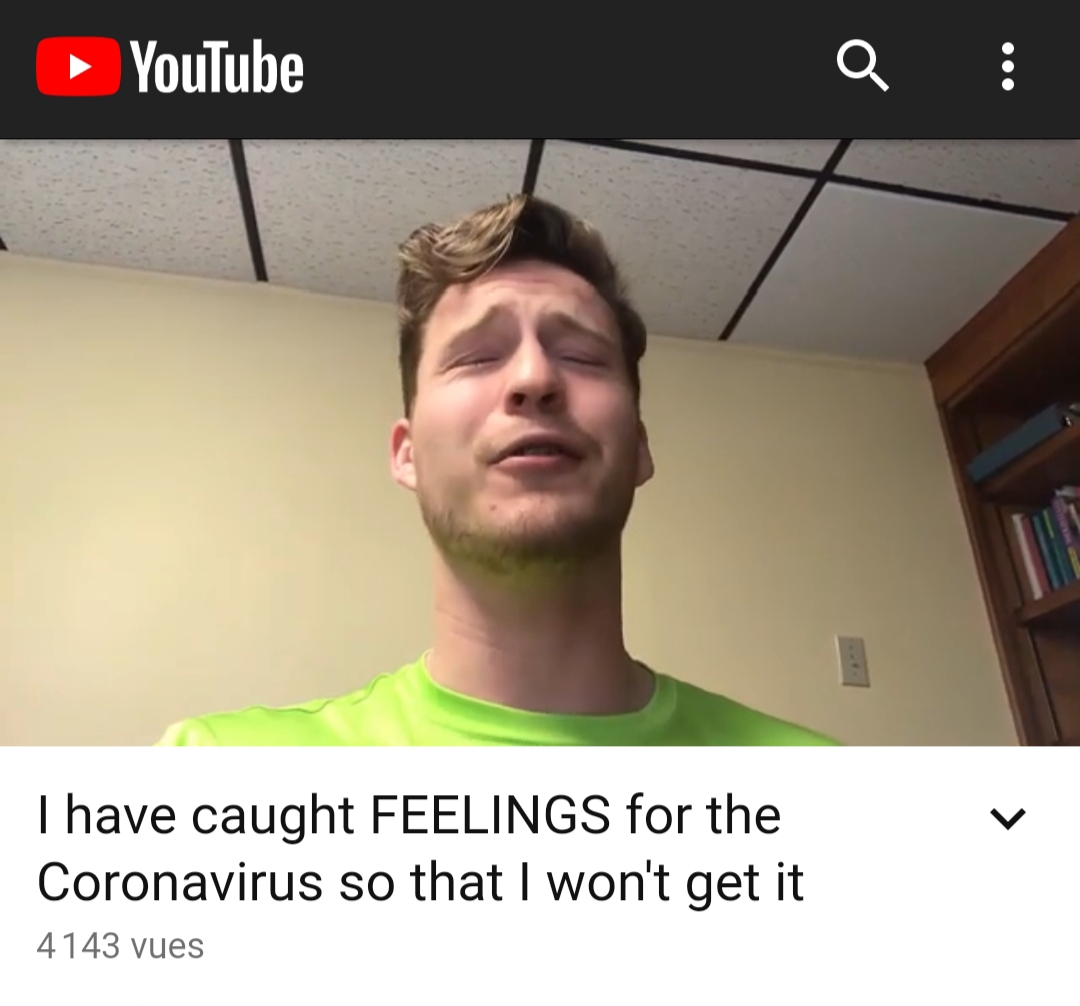 YouTube
I have caught FEELINGS for the
Coronavirus so that I won't get it
4 143 vues